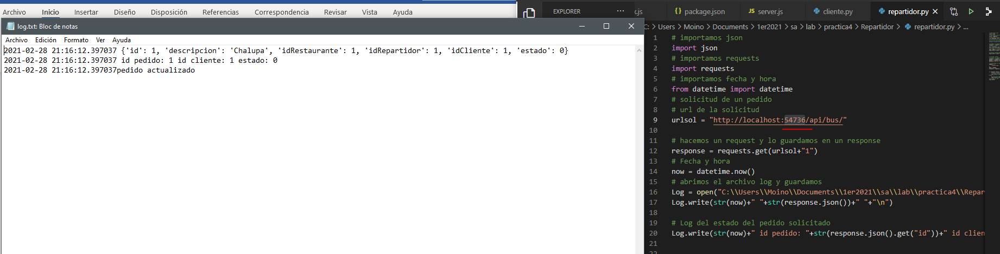 Archivo Inicio Insertar Diseño Disposición Referencias Correspondencia Revisar Vista Ayuda
log.txt: Bloc de notas
Archivo Edición Formato Ver Ayuda
2021-02-28 21:16:12.397037 {'id': 1, 'descripcion': 'Chalupa', 'idRestaurante': 1, 'idRepartidor': 1, 'idCliente': 1, 'estado': 0}
2021-02-28 21:16:12.397037 id pedido: 1 id cliente: 1 estado: 0
2021-02-28 21:16:12.397037pedido actualizado
EXPLORER ··· .js {} package.json JS server.js cliente.py repartidor.py
C: > Users > Moino > Documents > 1er2021 > sa > lab > practica4 > Repartidor > repartidor.py > ...
1 # importamos json
2 import json
3 # importamos requests
4 import requests
5 # importamos fecha y hora
6 from datetime import datetime
7 # solicitud de un pedido
8 # url de la solicitud
9 urlsol = "http://localhost:54736/api/bus/"
10
11 # hacemos un request y lo guardamos en un response
12 response = requests.get(urlsol+"1")
13 # Fecha y hora
14 now = datetime.now()
15 # abrimos el archivo log y guardamos
16 Log = open("C:\\Users\\Moino\\Documents\\1er2021\\sa\\lab\\practica4\\Repar
17 Log.write(str(now)+" "+str(response.json())+" "+"\n")
18
19 # Log del estado del pedido solicitado
20 Log.write(str(now)+" id pedido: "+str(response.json().get("id"))+" id clien
21